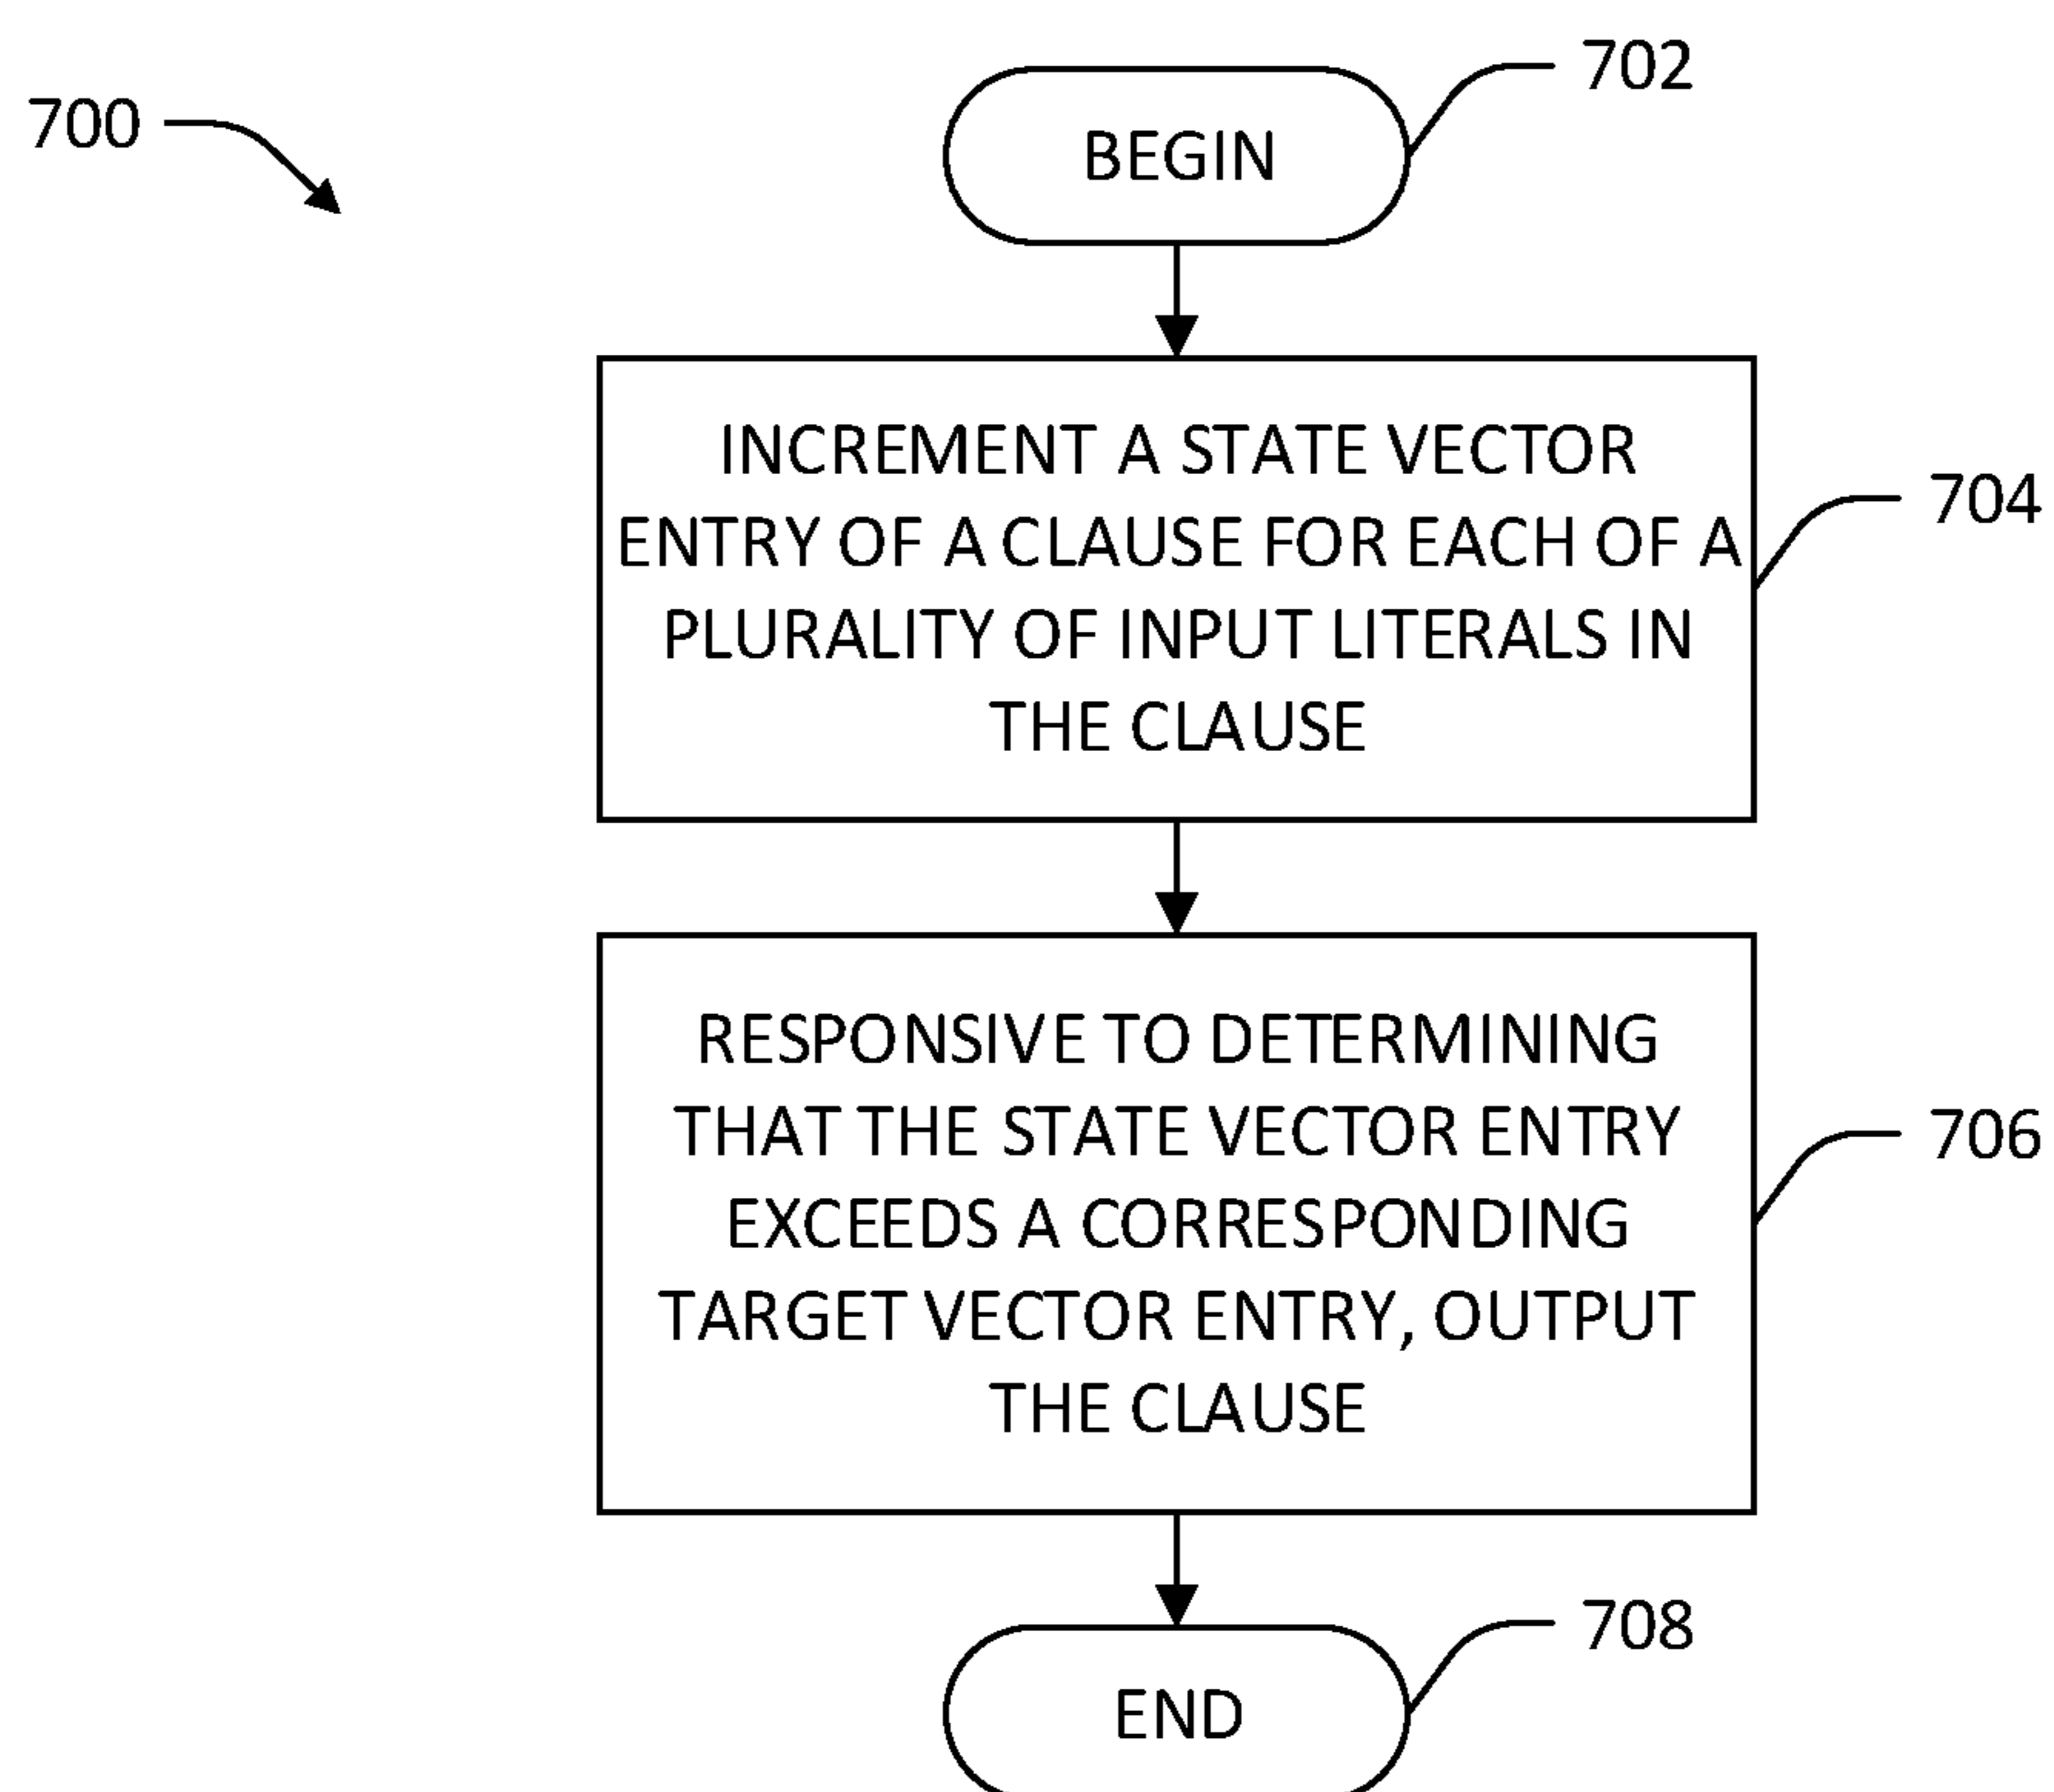 700
702
BEGIN
INCREMENT A STATE VECTOR
ENTRY OF A CLAUSE FOR EACH OF A
PLURALITY OF INPUT LITERALS IN
THE CLAUSE
704
RESPONSIVE TO DETERMINING
THAT THE STATE VECTOR ENTRY
EXCEEDS A CORRESPONDING
TARGET VECTOR ENTRY, OUTPUT
THE CLAUSE
706
708
END